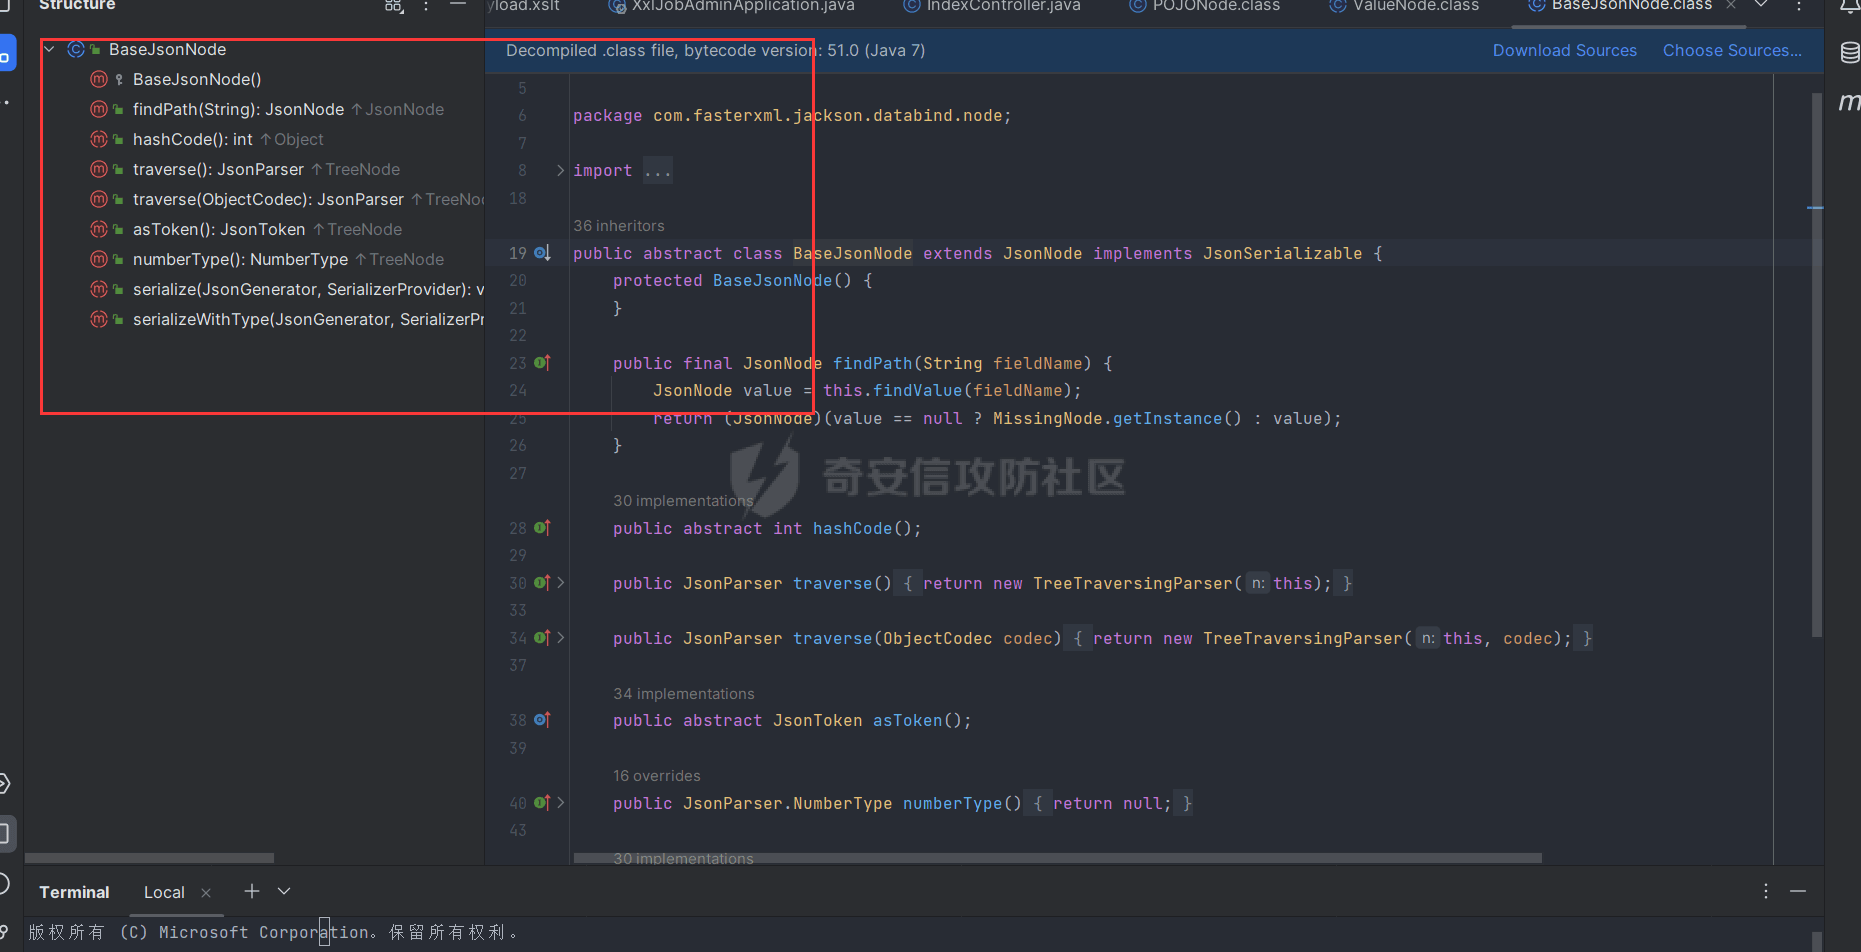 Structure
yload.xslt XxlJobAdminApplication.java IndexController.java POJONode.class ValueNode.class BaseJsonNode.class
BaseJsonNode
BaseJsonNode()
findPath(String): JsonNode ↑JsonNode
hashCode(): int ↑Object
traverse(): JsonParser ↑TreeNode
traverse(ObjectCodec): JsonParser ↑TreeNod
asToken(): JsonToken ↑TreeNode
numberType(): NumberType ↑TreeNode
serialize(JsonGenerator, SerializerProvider): v
serializeWithType(JsonGenerator, SerializerPr
Decompiled .class file, bytecode version: 51.0 (Java 7) Download Sources Choose Sources...
5
6 package com.fasterxml.jackson.databind.node;
7
8 import ...
18
36 inheritors
19 public abstract class BaseJsonNode extends JsonNode implements JsonSerializable {
20 protected BaseJsonNode() {
21 }
22
23 public final JsonNode findPath(String fieldName) {
24 JsonNode value = this.findValue(fieldName);
25 return (JsonNode)(value == null ? MissingNode.getInstance() : value);
26 }
27
奇安信攻防社区
30 implementations
28 public abstract int hashCode();
29
30 public JsonParser traverse() { return new TreeTraversingParser( n: this); }
33
34 public JsonParser traverse(ObjectCodec codec) { return new TreeTraversingParser( n: this, codec); }
37
34 implementations
38 public abstract JsonToken asToken();
39
16 overrides
40 public JsonParser.NumberType numberType() { return null; }
43
30 implementations
Terminal Local
版权所有 (C) Microsoft Corporation。保留所有权利。